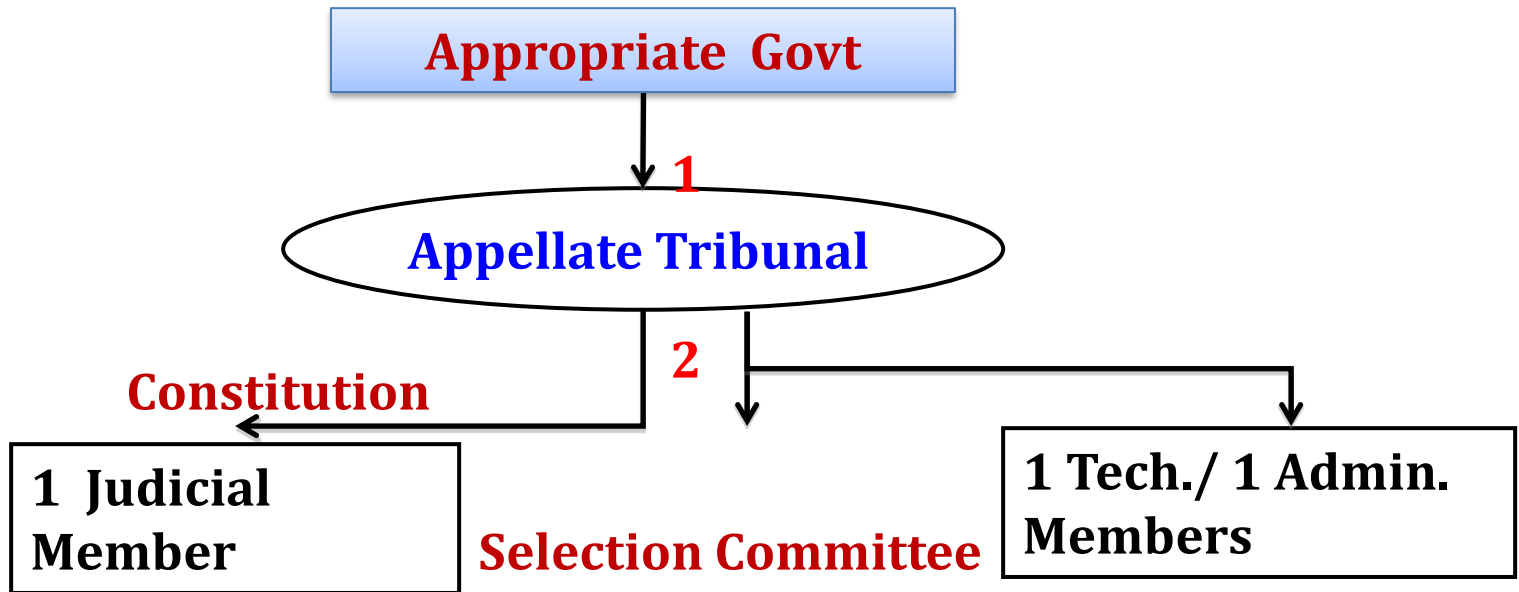 Appropriate Govt
1
Appellate Tribunal
2
Constitution
1 Judicial
Member
Selection Committee
1 Tech./ 1 Admin.
Members